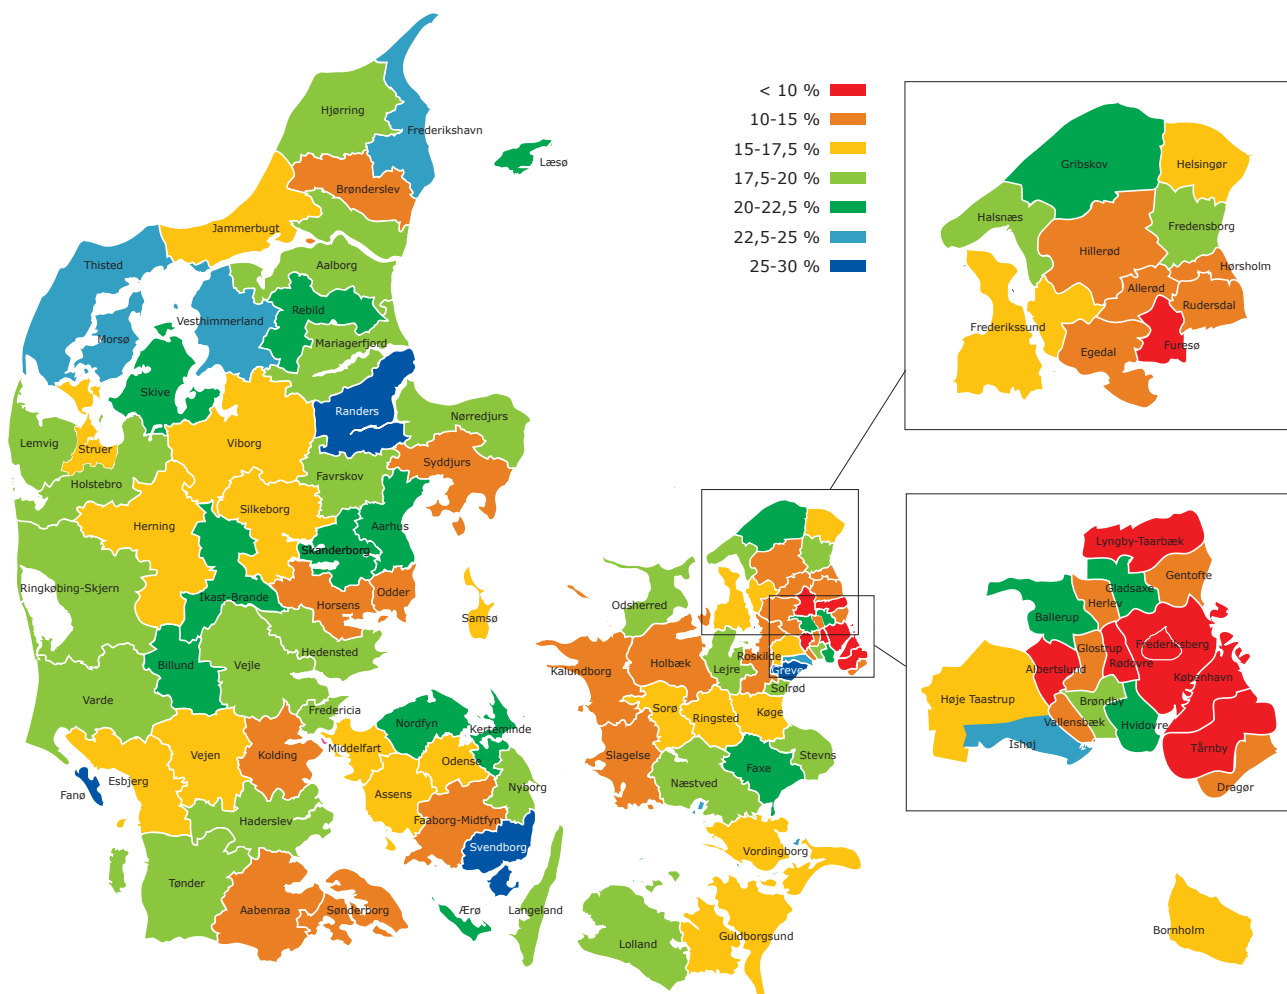 < 10 %
10-15 %
15-17,5 %
17,5-20 %
20-22,5 %
22,5-25 %
25-30 %
Hjørring
Frederikshavn
Læsø
Brønderslev
Jammerbugt
Thisted
Aalborg
Vesthimmerland
Rebild
Morsø
Mariagerfjord
Skive
Randers
Nørredjurs
Lemvig
Struer
Viborg
Syddjurs
Holstebro
Favrskov
Herning
Silkeborg
Aarhus
Skanderborg
Ringkøbing-Skjern
Ikast-Brande
Horsens
Odder
Samsø
Hedensted
Billund
Vejle
Varde
Fredericia
Vejen
Kolding
Esbjerg
Fanø
Haderslev
Tønder
Aabenraa
Sønderborg
Nordfyn
Kerteminde
Middelfart
Odense
Assens
Nyborg
Faaborg-Midtfyn
Svendborg
Ærø
Langeland
Odsherred
Kalundborg
Holbæk
Lejre
Roskilde
Greve
Solrød
Sorø
Ringsted
Køge
Slagelse
Næstved
Faxe
Stevns
Vordingborg
Guldborgsund
Lolland
Bornholm
Gribskov
Helsingør
Halsnæs
Fredensborg
Hillerød
Hørsholm
Allerød
Rudersdal
Frederikssund
Egedal
Furesø
Lyngby-Taarbæk
Gentofte
Gladsaxe
Herlev
Ballerup
Glostrup
Frederiksberg
Rødovre
Albertslund
København
Høje Taastrup
Brøndby
Vallensbæk
Hvidovre
Ishøj
Tårnby
Dragør